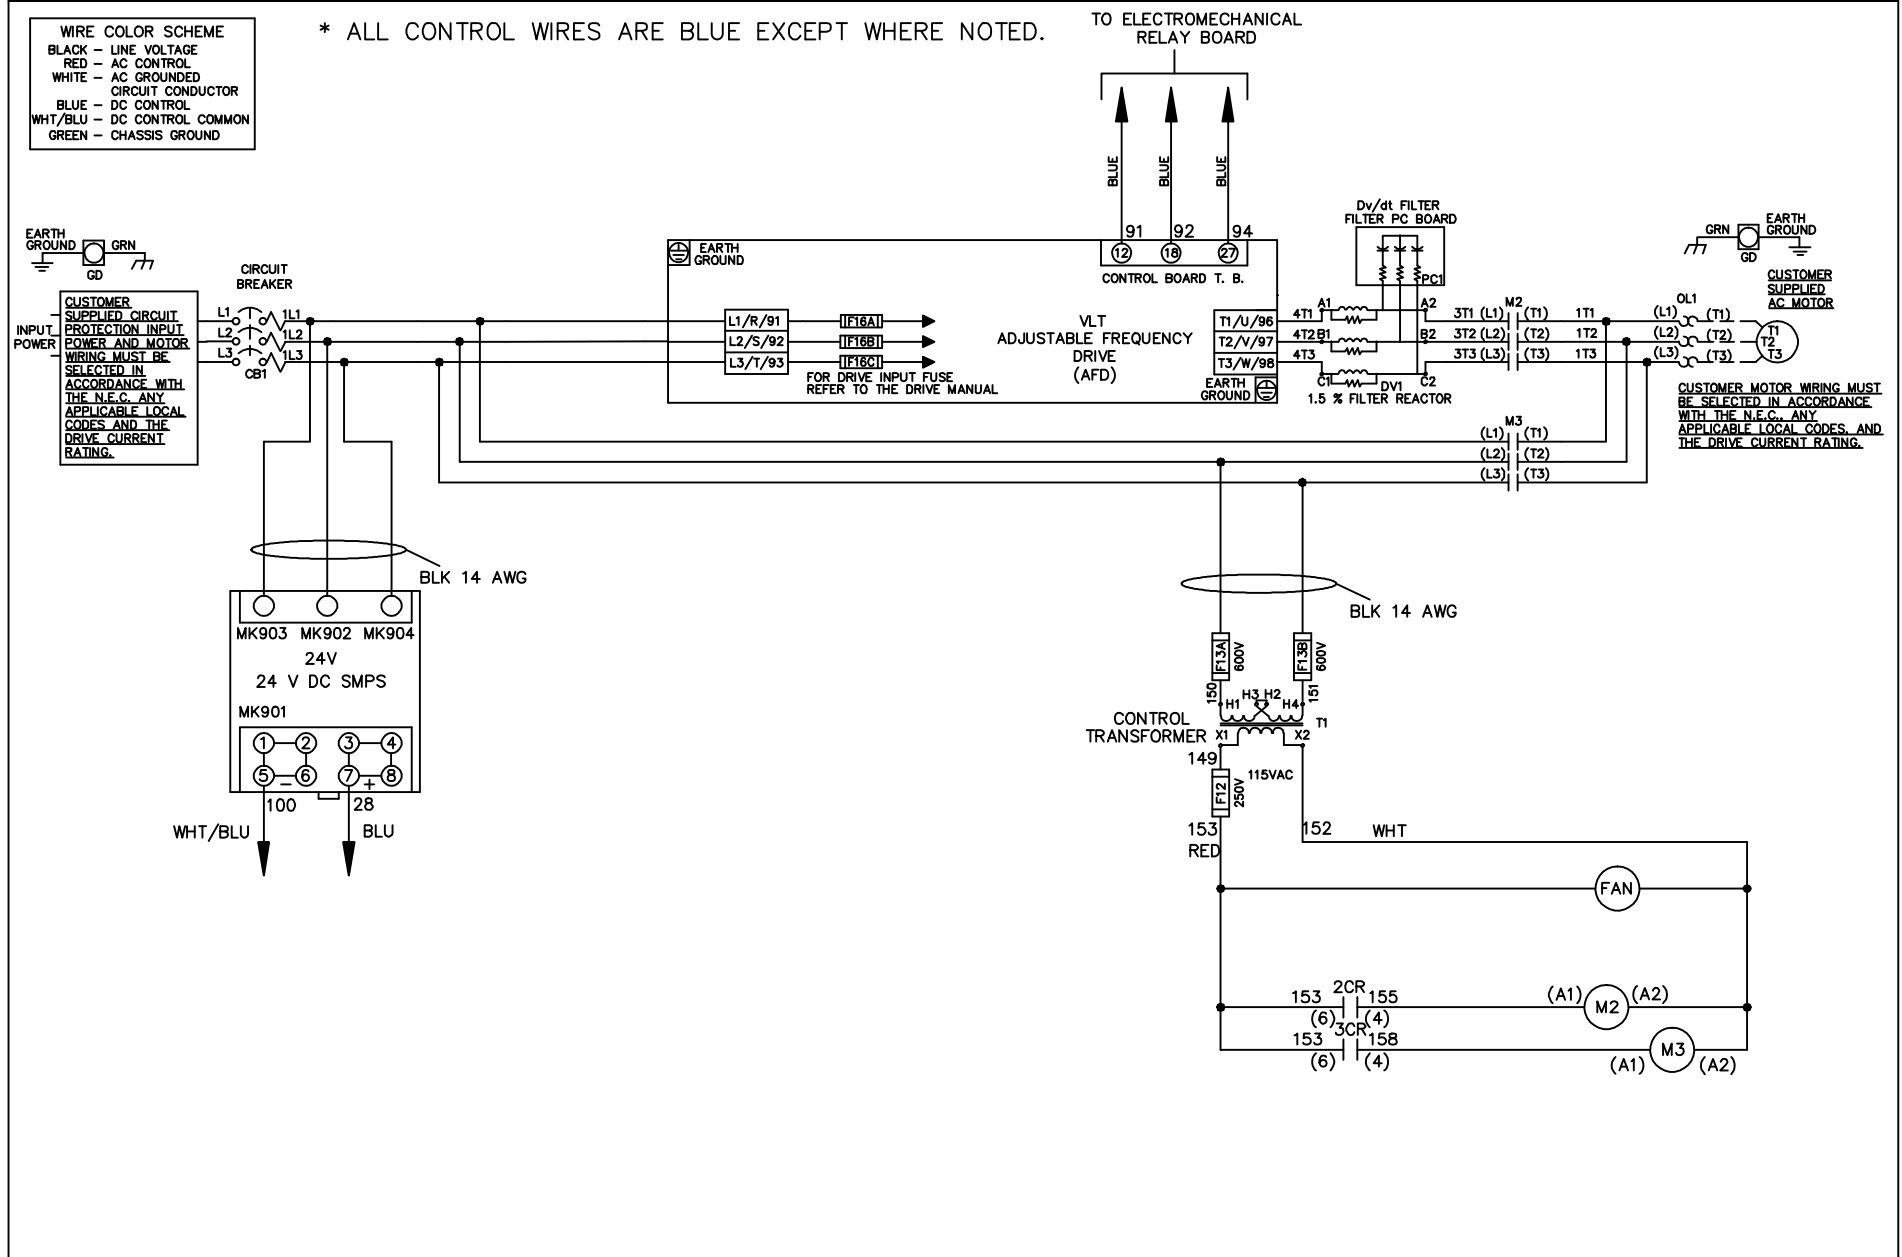 WIRE COLOR SCHEME
BLACK – LINE VOLTAGE
RED – AC CONTROL
WHITE – AC GROUNDED
CIRCUIT CONDUCTOR
BLUE – DC CONTROL
WHT/BLU – DC CONTROL COMMON
GREEN – CHASSIS GROUND
* ALL CONTROL WIRES ARE BLUE EXCEPT WHERE NOTED.
TO ELECTROMECHANICAL
RELAY BOARD
BLUE
BLUE
BLUE
91 92 94
12 18 27
CONTROL BOARD T. B.
EARTH
GROUND
GRN
GD
CIRCUIT
BREAKER
INPUT
POWER
CUSTOMER
SUPPLIED CIRCUIT
PROTECTION INPUT
POWER AND MOTOR
WIRING MUST BE
SELECTED IN
ACCORDANCE WITH
THE N.E.C. ANY
APPLICABLE LOCAL
CODES AND THE
DRIVE CURRENT
RATING.
L1 1L1
L2 1L2
L3 1L3
CB1
EARTH
GROUND
L1/R/91 F16A
L2/S/92 F16B
L3/T/93 F16C
FOR DRIVE INPUT FUSE
REFER TO THE DRIVE MANUAL
VLT
ADJUSTABLE FREQUENCY
DRIVE
(AFD)
T1/U/96
T2/V/97
T3/W/98
EARTH
GROUND
Dv/dt FILTER
FILTER PC BOARD
PC1
4T1 A1 A2
4T2 B1 B2
4T3
C1 DV1 C2
1.5 % FILTER REACTOR
M2
3T1 (L1) (T1) 1T1
3T2 (L2) (T2) 1T2
3T3 (L3) (T3) 1T3
OL1
(L1) (T1)
(L2) (T2)
(L3) (T3)
T1
T2
T3
GRN
GD
EARTH
GROUND
CUSTOMER
SUPPLIED
AC MOTOR
CUSTOMER MOTOR WIRING MUST
BE SELECTED IN ACCORDANCE
WITH THE N.E.C., ANY
APPLICABLE LOCAL CODES, AND
THE DRIVE CURRENT RATING.
M3
(L1) (T1)
(L2) (T2)
(L3) (T3)
BLK 14 AWG
MK903 MK902 MK904
24V
24 V DC SMPS
MK901
1 2 3 4
5 – 6 7 + 8
100 28
WHT/BLU BLU
BLK 14 AWG
F13A 600V
F13B 600V
150 151
H1 H3 H2 H4
T1
CONTROL
TRANSFORMER
X1 X2
149
115VAC
F12 250V
153
RED
152 WHT
FAN
153 2CR 155
(6) (4)
(A1) M2 (A2)
153 3CR 158
(6) (4)
(A1) M3 (A2)